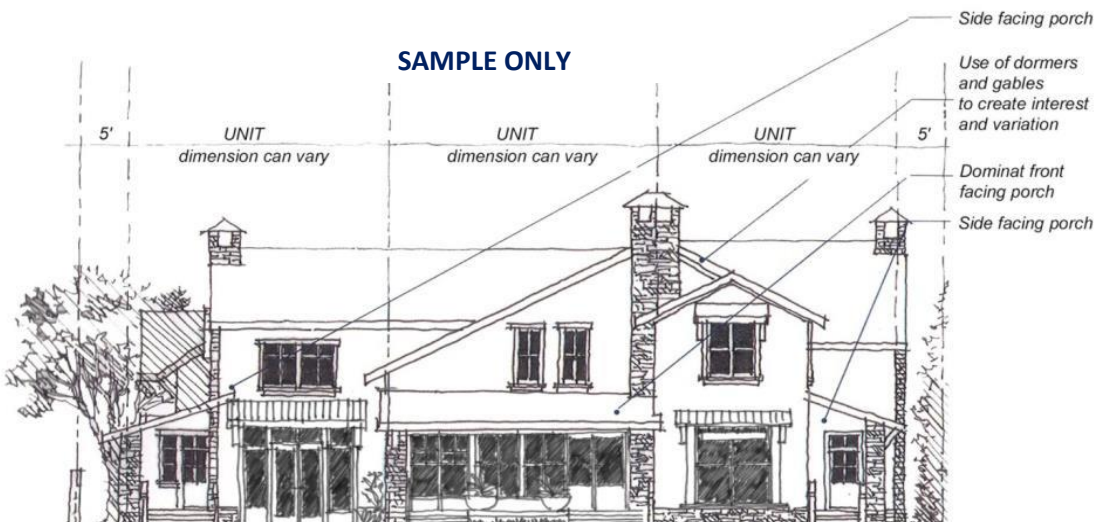 Side facing porch
SAMPLE ONLY
Use of dormers
and gables
to create interest
and variation
5'
UNIT
dimension can vary
UNIT
dimension can vary
UNIT
dimension can vary
5'
Dominat front
facing porch
Side facing porch